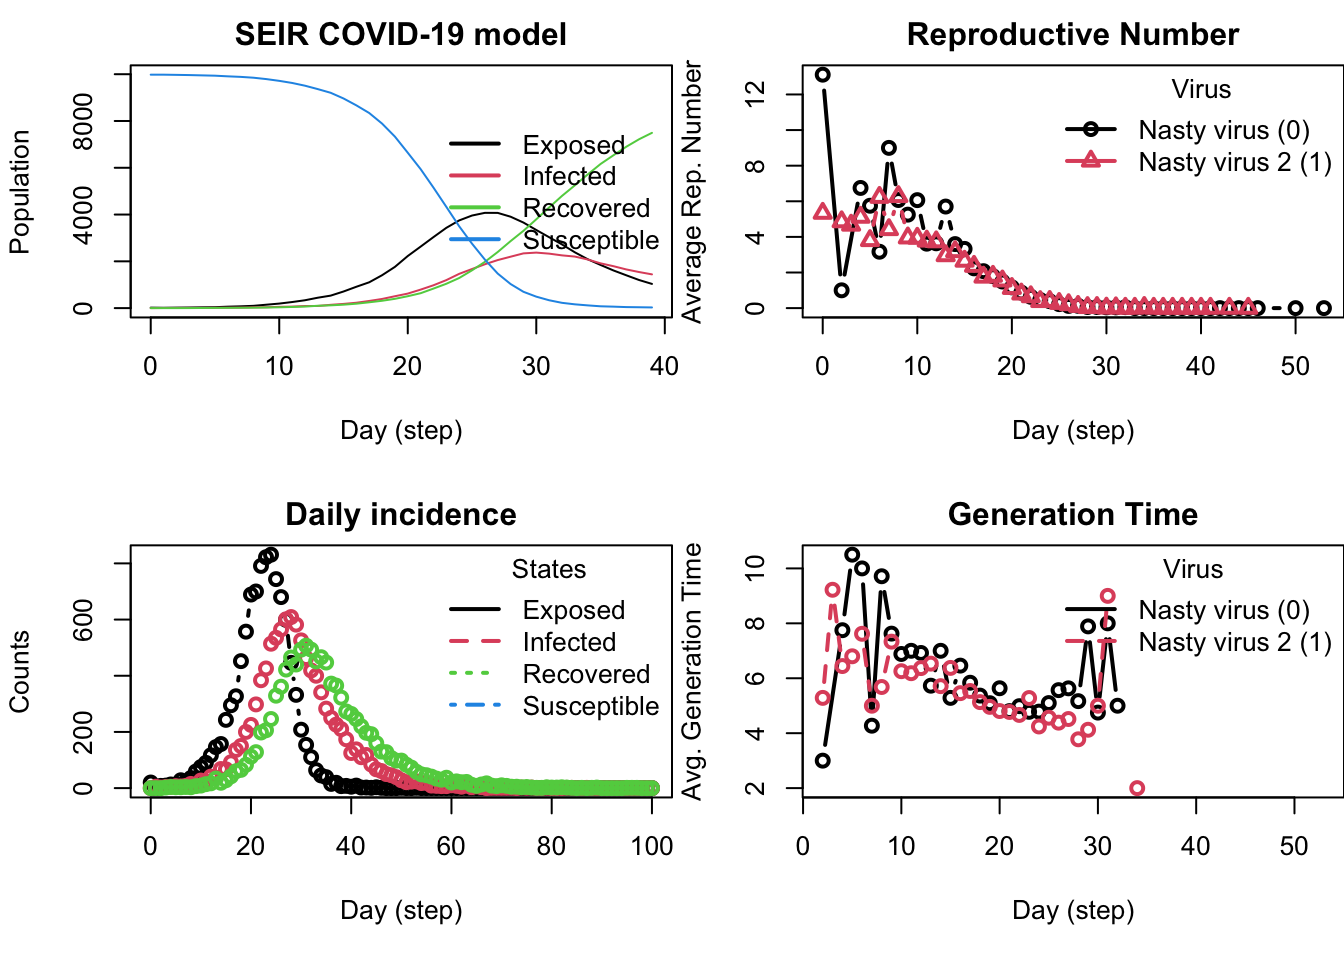 SEIR COVID-19 model
Population
8000
4000
0
Exposed
Infected
Recovered
Susceptible
0 10 20 30 40
Day (step)
Reproductive Number
Average Rep. Number
12
8
4
0
Virus
Nasty virus (0)
Nasty virus 2 (1)
0 10 20 30 40 50
Day (step)
Daily incidence
Counts
600
200
0
States
Exposed
Infected
Recovered
Susceptible
0 20 40 60 80 100
Day (step)
Generation Time
Avg. Generation Time
10
8
6
4
2
Virus
Nasty virus (0)
Nasty virus 2 (1)
0 10 20 30 40 50
Day (step)